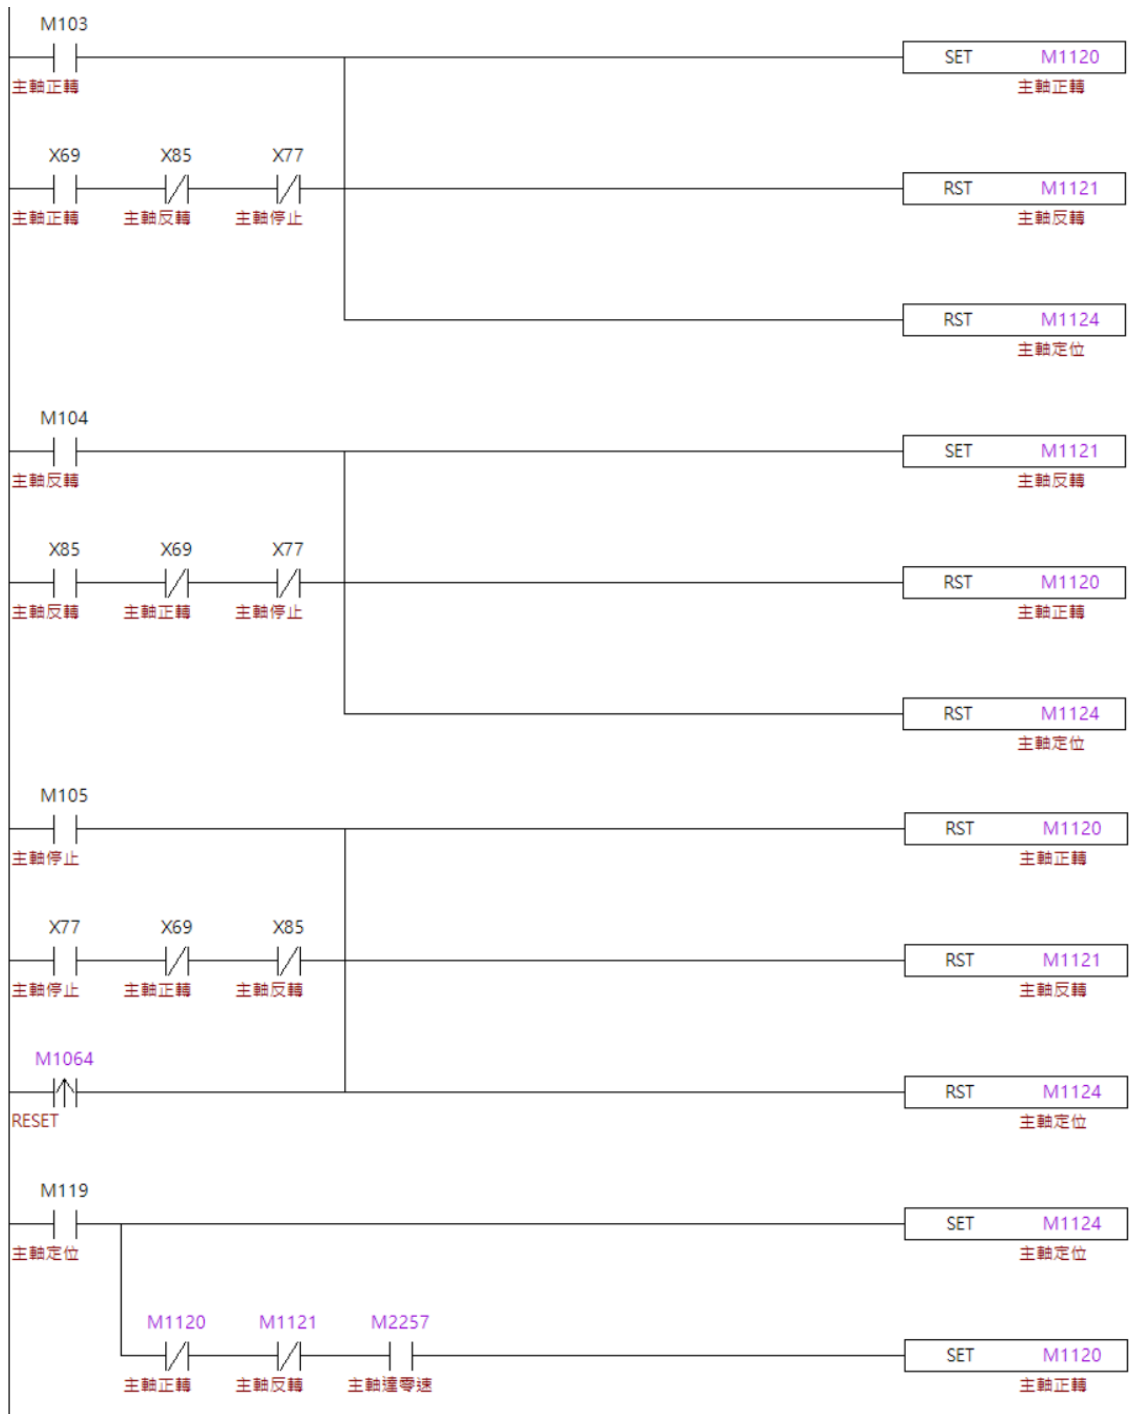 M103
SET M1120
主軸正轉 主軸正轉
X69 X85 X77
RST M1121
主軸正轉 主軸反轉 主軸停止 主軸反轉
RST M1124
主軸定位
M104
SET M1121
主軸反轉 主軸反轉
X85 X69 X77
RST M1120
主軸反轉 主軸正轉 主軸停止 主軸正轉
RST M1124
主軸定位
M105
RST M1120
主軸停止 主軸正轉
X77 X69 X85
RST M1121
主軸停止 主軸正轉 主軸反轉 主軸反轉
M1064
RST M1124
RESET 主軸定位
M119
SET M1124
主軸定位 主軸定位
M1120 M1121 M2257
SET M1120
主軸正轉 主軸反轉 主軸達零速 主軸正轉